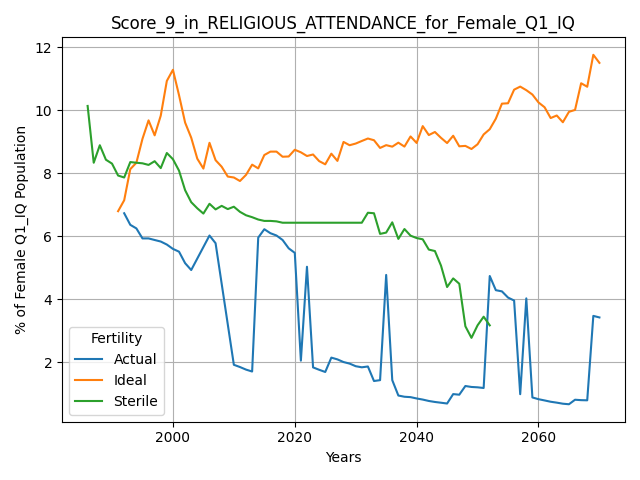 Score_9_in_RELIGIOUS_ATTENDANCE_for_Female_Q1_IQ
% of Female Q1_IQ Population
12
10
8
6
4
2
Fertility
Actual
Ideal
Sterile
2000 2020 2040 2060
Years